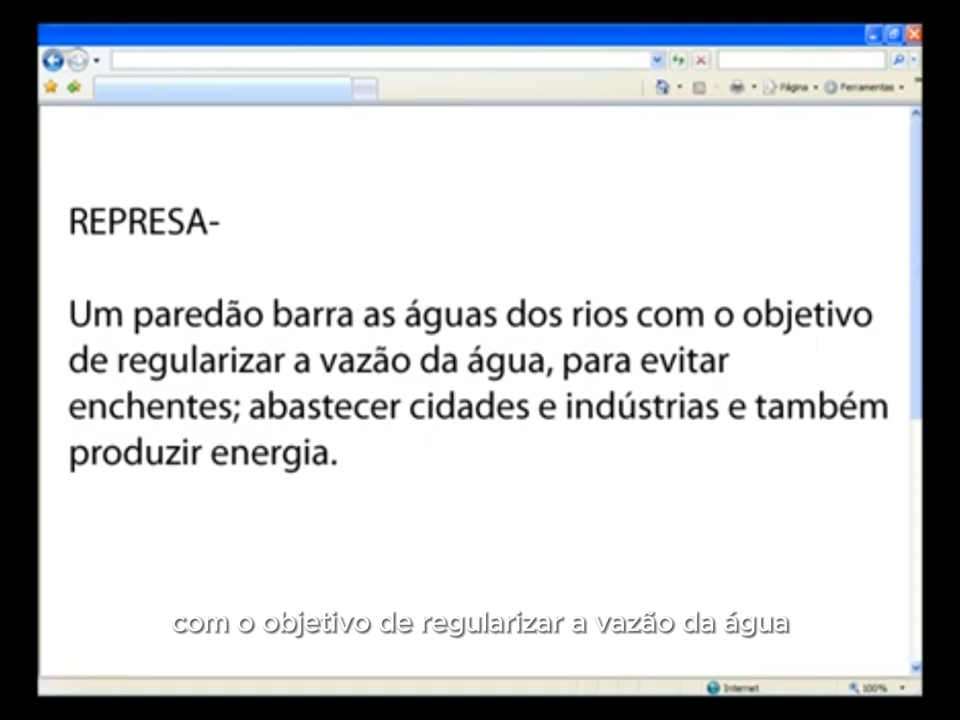 Página
Ferramentas
REPRESA-
Um paredão barra as águas dos rios com o objetivo
de regularizar a vazão da água, para evitar
enchentes; abastecer cidades e indústrias e também
produzir energia.
com o objetivo de regularizar a vazão da água
Internet
100%